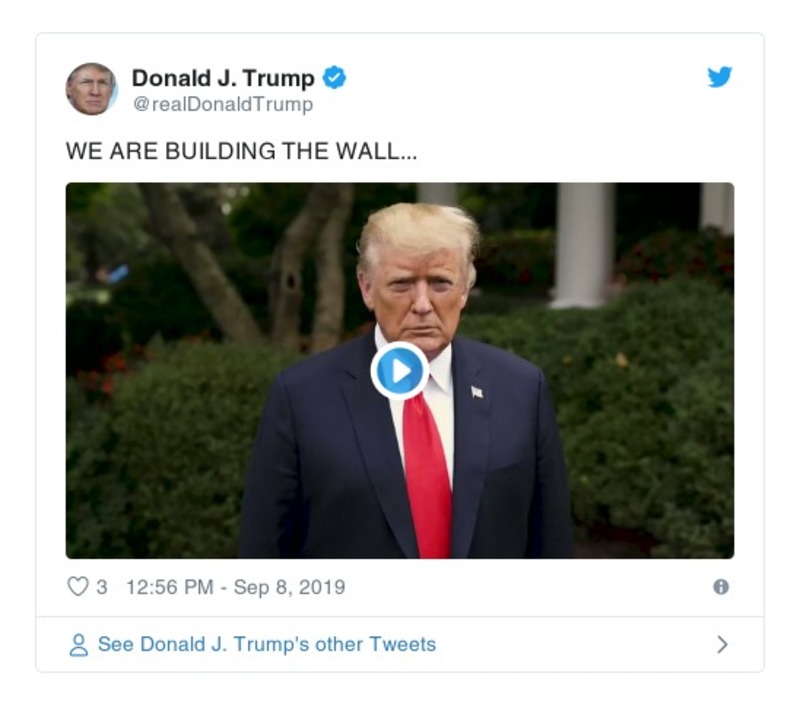 Donald J. Trump
@realDonaldTrump
WE ARE BUILDING THE WALL...
3 12:56 PM - Sep 8, 2019
See Donald J. Trump's other Tweets